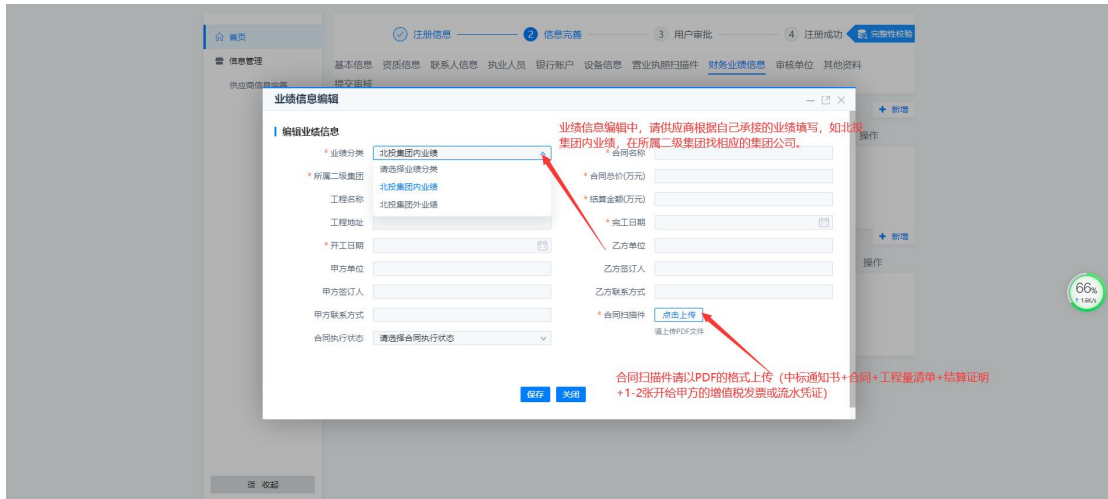 首页
注册信息
2 信息完善
3 用户审批
4 注册成功
完整性校验
信息管理
供应商信息完善
基本信息 资质信息 联系人信息 执业人员 银行账户 设备信息 营业执照扫描件 财务业绩信息 审核单位 其他资料
提交审核
业绩信息编辑
+ 新增
操作
编辑业绩信息
业绩信息编辑中，请供应商根据自己承接的业绩填写，如北投
集团内业绩，在所属二级集团找相应的集团公司。
* 业绩分类 北投集团内业绩
* 合同名称
请选择业绩分类
北投集团内业绩
北投集团外业绩
* 所属二级集团
* 合同总价(万元)
工程名称
* 结算金额(万元)
工程地址
* 完工日期
+ 新增
* 开工日期
乙方单位
操作
甲方单位
乙方签订人
甲方签订人
乙方联系方式
甲方联系方式
* 合同扫描件 点击上传
请上传PDF文件
合同执行状态 请选择合同执行状态
66%
↑ 1.6K/s
合同扫描件请以PDF的格式上传（中标通知书+合同+工程量清单+结算证明
+1-2张开给甲方的增值税发票或流水凭证）
保存 关闭
收起